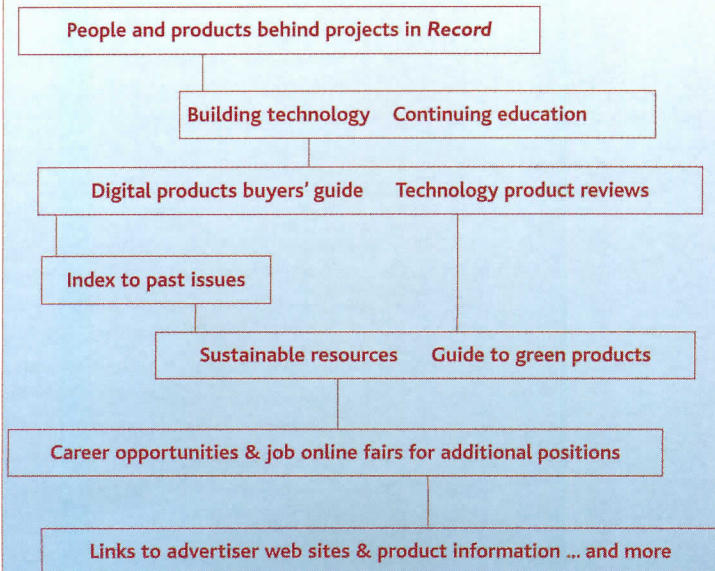 People and products behind projects in Record
Building technology Continuing education
Digital products buyers' guide Technology product reviews
Index to past issues
Sustainable resources Guide to green products
Career opportunities & job online fairs for additional positions
Links to advertiser web sites & product information ... and more